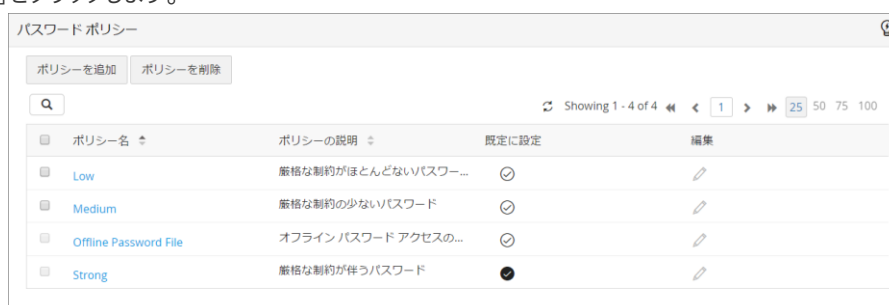 をクリックします。
パスワード ポリシー
ポリシーを追加 ポリシーを削除
Showing 1 - 4 of 4 1 25 50 75 100
ポリシー名 ポリシーの説明 既定に設定 編集
Low 厳格な制約がほとんどないパスワー...
Medium 厳格な制約の少ないパスワード
Offline Password File オフライン パスワード アクセスの...
Strong 厳格な制約が伴うパスワード